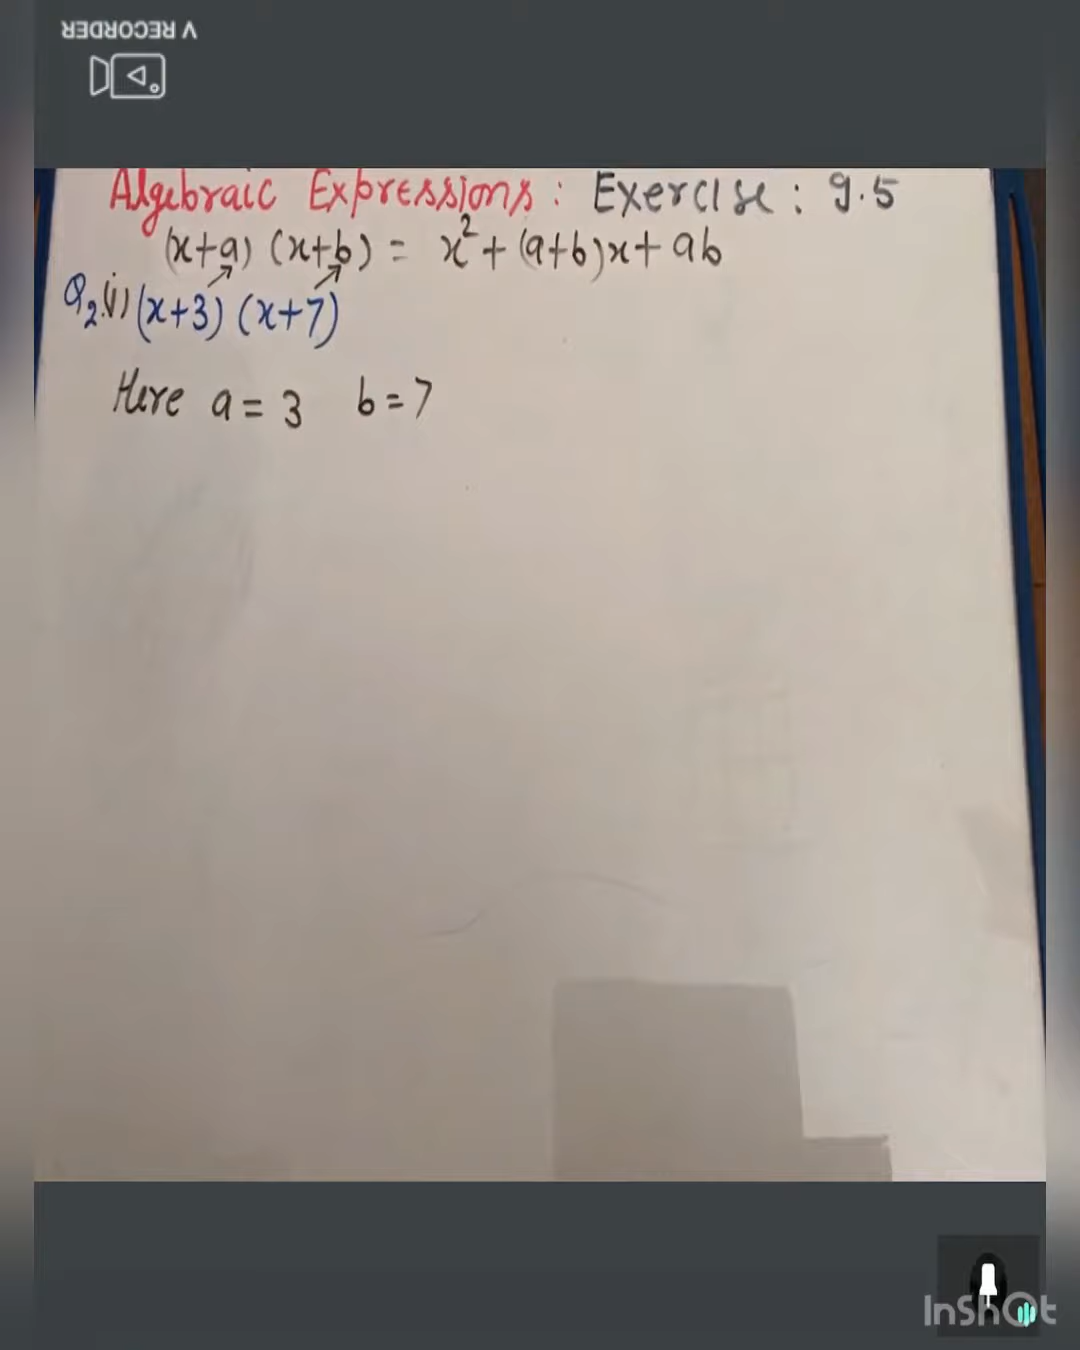 V RECORDER
Algebraic Expressions : Exercise : 9.5
(x+a) (x+b) = x² + (a+b)x + ab
Q2.(i) (x+3) (x+7)
Here a = 3 b = 7
InShOt